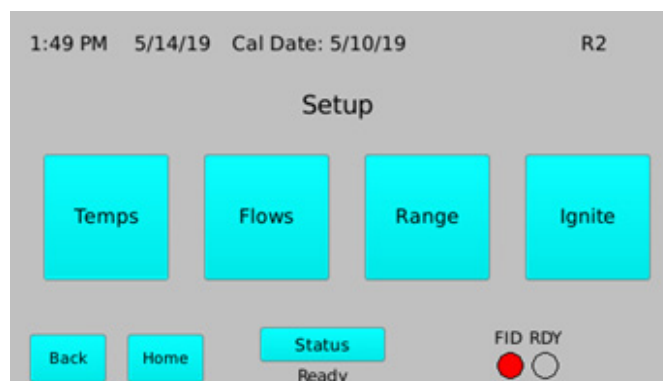 1:49 PM 5/14/19 Cal Date: 5/10/19 R2
Setup
Temps Flows Range Ignite
Back Home Status FID RDY
Ready